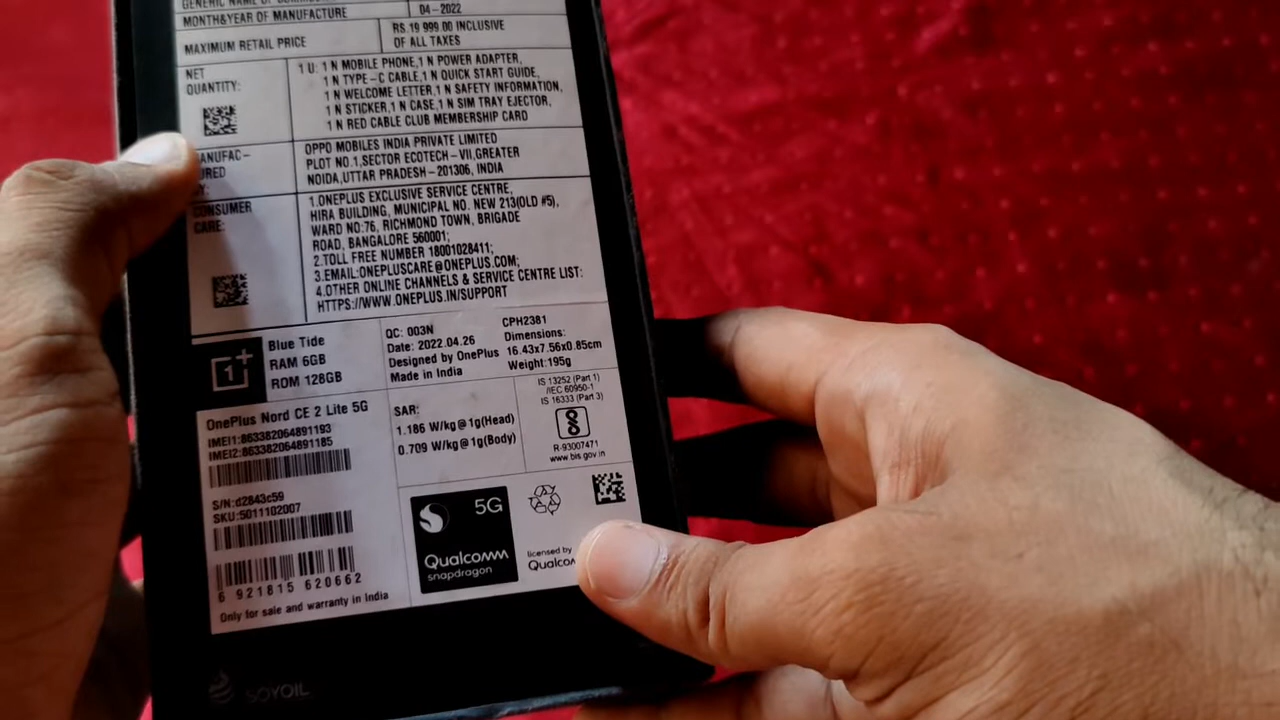 GENERIC NAME OF
MONTH&YEAR OF MANUFACTURE
04-2022
MAXIMUM RETAIL PRICE
RS.19 999.00 INCLUSIVE
OF ALL TAXES
NET
QUANTITY:
1 U: 1 N MOBILE PHONE,1 N POWER ADAPTER,
1 N TYPE-C CABLE,1 N QUICK START GUIDE,
1 N WELCOME LETTER,1 N SAFETY INFORMATION,
1 N STICKER,1 N CASE,1 N SIM TRAY EJECTOR,
1 N RED CABLE CLUB MEMBERSHIP CARD
ANUFAC-
URED
Y:
OPPO MOBILES INDIA PRIVATE LIMITED
PLOT NO.1,SECTOR ECOTECH-VII,GREATER
NOIDA,UTTAR PRADESH-201306, INDIA
CONSUMER
CARE:
1.ONEPLUS EXCLUSIVE SERVICE CENTRE,
HIRA BUILDING, MUNICIPAL NO. NEW 213(OLD #5),
WARD NO:76, RICHMOND TOWN, BRIGADE
ROAD, BANGALORE 560001;
2.TOLL FREE NUMBER 18001028411;
3.EMAIL:ONEPLUSCARE@ONEPLUS.COM;
4.OTHER ONLINE CHANNELS & SERVICE CENTRE LIST:
HTTPS://WWW.ONEPLUS.IN/SUPPORT
1+
Blue Tide
RAM 6GB
ROM 128GB
QC: 003N
Date: 2022.04.26
Designed by OnePlus
Made in India
CPH2381
Dimensions:
16.43x7.56x0.85cm
Weight:195g
OnePlus Nord CE 2 Lite 5G
IMEI1:863382064891193
IMEI2:863382064891185
S/N:d2843c59
SKU:5011102007
6 921815 620662
Only for sale and warranty in India
SAR:
1.186 W/kg@1g(Head)
0.709 W/kg@1g(Body)
IS 13252 (Part 1)
/IEC 60950-1
IS 16333 (Part 3)
R-93007471
www.bis.gov.in
5G
Qualcomm
snapdragon
licensed by
Qualcom
SOYOIL